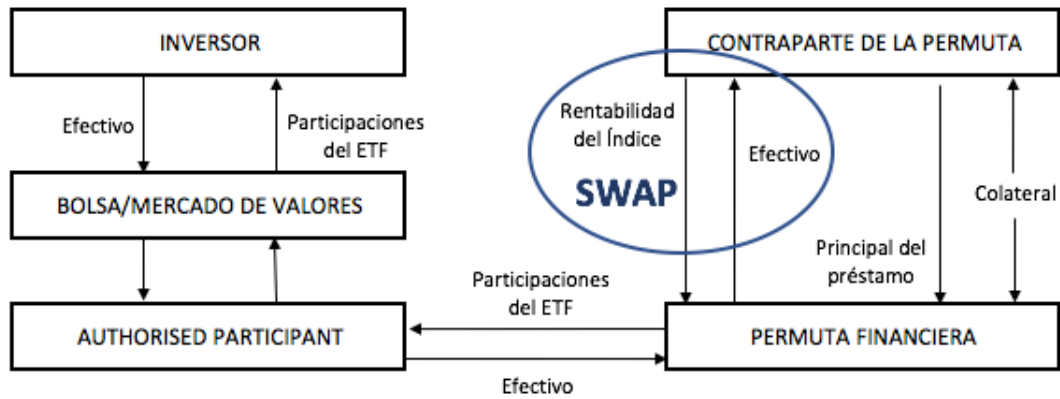 INVERSOR
CONTRAPARTE DE LA PERMUTA
Efectivo
Participaciones
del ETF
Rentabilidad
del Índice
Efectivo
SWAP
Colateral
BOLSA/MERCADO DE VALORES
Principal del
préstamo
Participaciones
del ETF
AUTHORISED PARTICIPANT
PERMUTA FINANCIERA
Efectivo